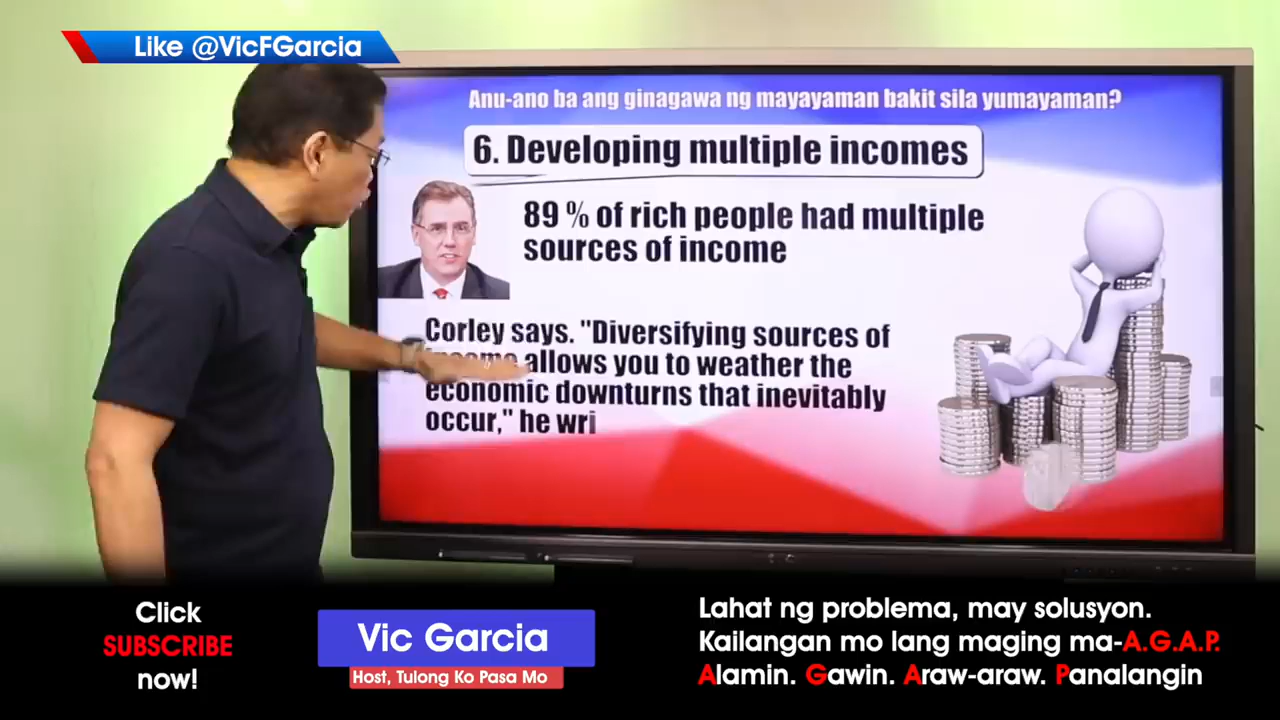 Like @VicFGarcia
Anu-ano ba ang ginagawa ng mayayaman bakit sila yumayaman?
6. Developing multiple incomes
89 % of rich people had multiple
sources of income
Corley says. "Diversifying sources of
income allows you to weather the
economic downturns that inevitably
occur," he wri
Click
SUBSCRIBE
now!
Vic Garcia
Host, Tulong Ko Pasa Mo
Lahat ng problema, may solusyon.
Kailangan mo lang maging ma-A.G.A.P.
Alamin. Gawin. Araw-araw. Panalangin